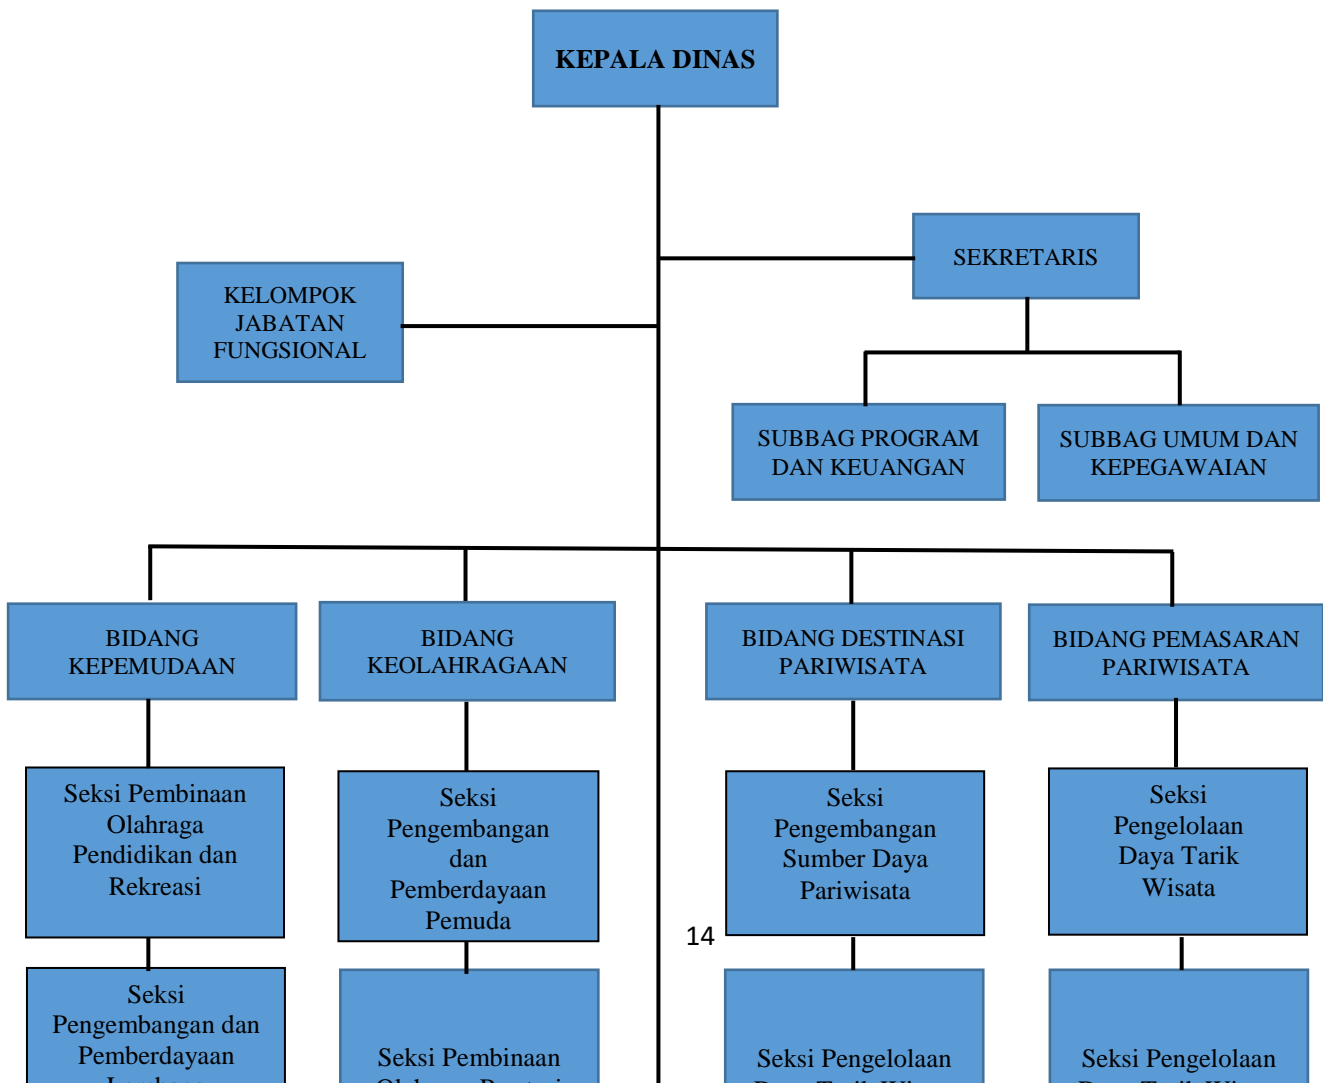 KEPALA DINAS
SEKRETARIS
KELOMPOK
JABATAN
FUNGSIONAL
SUBBAG PROGRAM
DAN KEUANGAN
SUBBAG UMUM DAN
KEPEGAWAIAN
BIDANG
KEPEMUDAAN
BIDANG
KEOLAHRAGAAN
BIDANG DESTINASI
PARIWISATA
BIDANG PEMASARAN
PARIWISATA
Seksi Pembinaan
Olahraga
Pendidikan dan
Rekreasi
Seksi
Pengembangan
dan
Pemberdayaan
Pemuda
Seksi
Pengembangan
Sumber Daya
Pariwisata
Seksi
Pengelolaan
Daya Tarik
Wisata
14
Seksi
Pengembangan dan
Pemberdayaan
Seksi Pembinaan
Seksi Pengelolaan
Seksi Pengelolaan